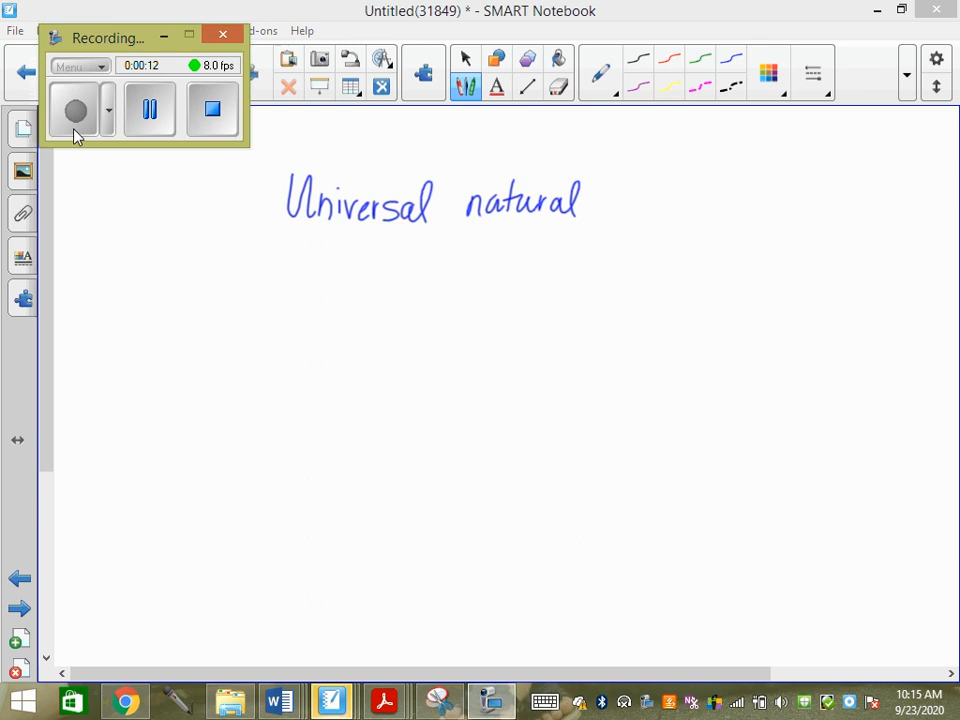 Untitled(31849) * - SMART Notebook
File
d-ons Help
Recording...
Menu 0:00:12 8.0 fps
Universal natural
10:15 AM
9/23/2020